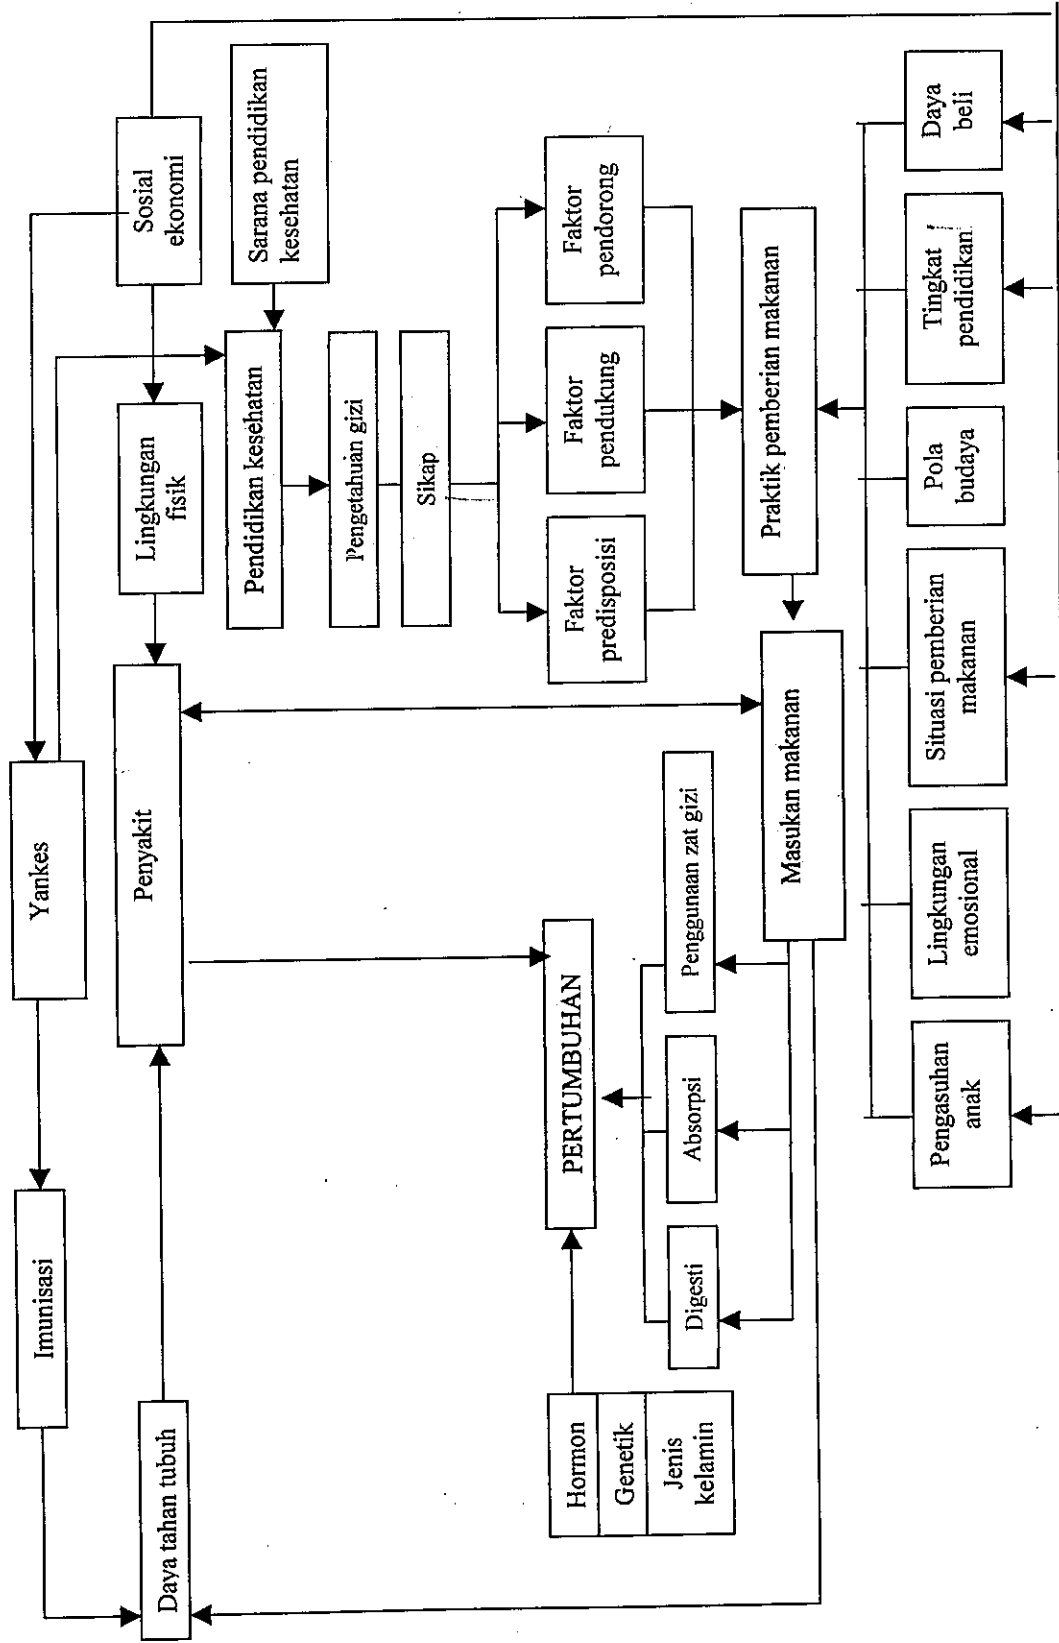 Yankes
Imunisasi
Sosial
ekonomi
Lingkungan
fisik
Penyakit
Daya tahan tubuh
Sarana pendidikan
kesehatan
Pendidikan kesehatan
Pengetahuan gizi
Sikap
Faktor
predisposisi
Faktor
pendukung
Faktor
pendorong
PERTUMBUHAN
Hormon
Genetik
Jenis
kelamin
Digesti
Absorpsi
Penggunaan zat gizi
Masukan makanan
Praktik pemberian makanan
Pengasuhan
anak
Lingkungan
emosional
Situasi pemberian
makanan
Pola
budaya
Tingkat
pendidikan
Daya
beli